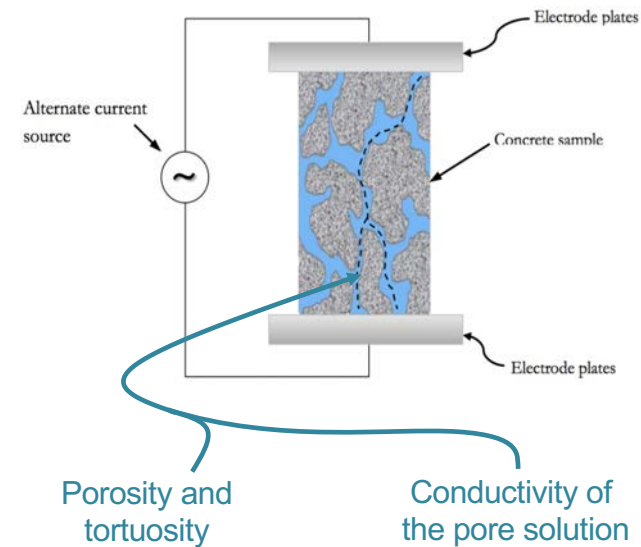 Electrode plates
Alternate current
source
~
Concrete sample
Electrode plates
Porosity and
tortuosity
Conductivity of
the pore solution